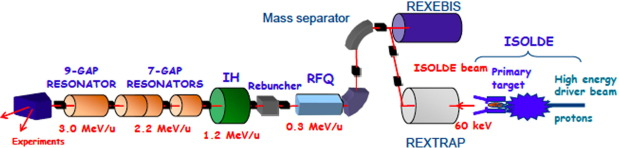 Mass separator
REXEBIS
ISOLDE
9-GAP
RESONATOR
7-GAP
RESONATORS
IH
Rebuncher
RFQ
ISOLDE beam
Primary
target
High energy
driver beam
protons
Experiments
3.0 MeV/u
2.2 MeV/u
1.2 MeV/u
0.3 MeV/u
REXTRAP
60 keV